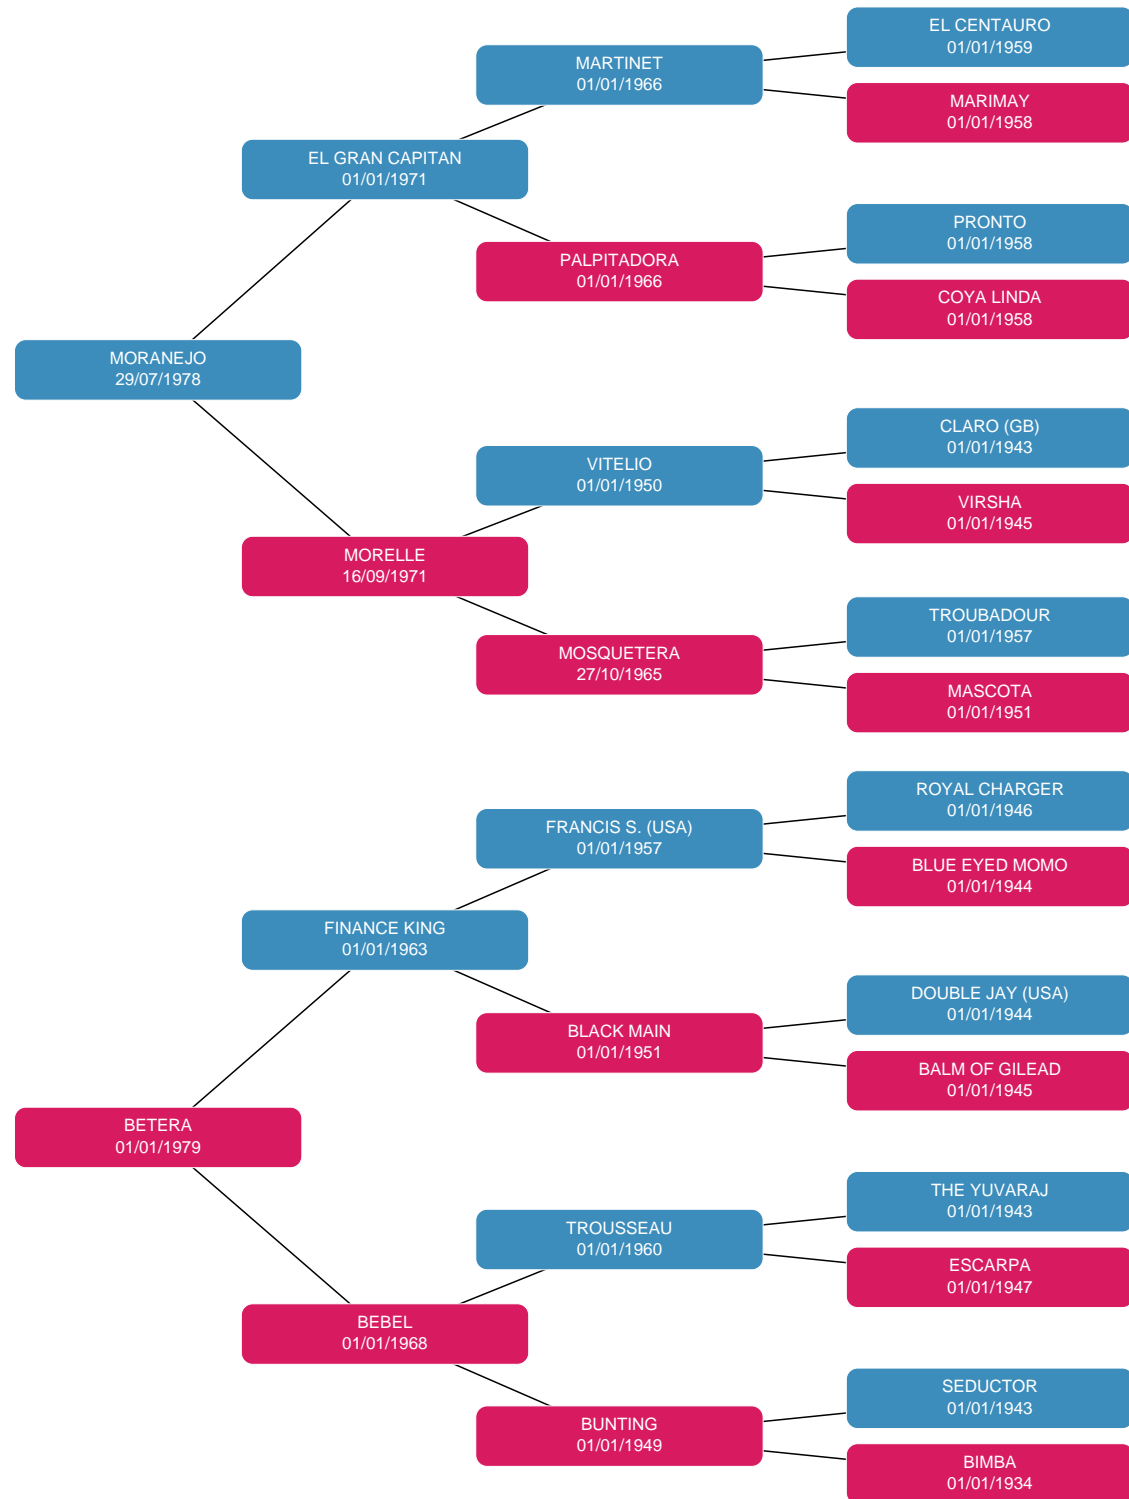 EL CENTAURO
01/01/1959
MARTINET
01/01/1966
MARIMAY
01/01/1958
EL GRAN CAPITAN
01/01/1971
PRONTO
01/01/1958
PALPITADORA
01/01/1966
COYA LINDA
01/01/1958
MORANEJO
29/07/1978
CLARO (GB)
01/01/1943
VITELIO
01/01/1950
VIRSHA
01/01/1945
MORELLE
16/09/1971
TROUBADOUR
01/01/1957
MOSQUETERA
27/10/1965
MASCOTA
01/01/1951
ROYAL CHARGER
01/01/1946
FRANCIS S. (USA)
01/01/1957
BLUE EYED MOMO
01/01/1944
FINANCE KING
01/01/1963
DOUBLE JAY (USA)
01/01/1944
BLACK MAIN
01/01/1951
BALM OF GILEAD
01/01/1945
BETERA
01/01/1979
THE YUVARAJ
01/01/1943
TROUSSEAU
01/01/1960
ESCARPA
01/01/1947
BEBEL
01/01/1968
SEDUCTOR
01/01/1943
BUNTING
01/01/1949
BIMBA
01/01/1934